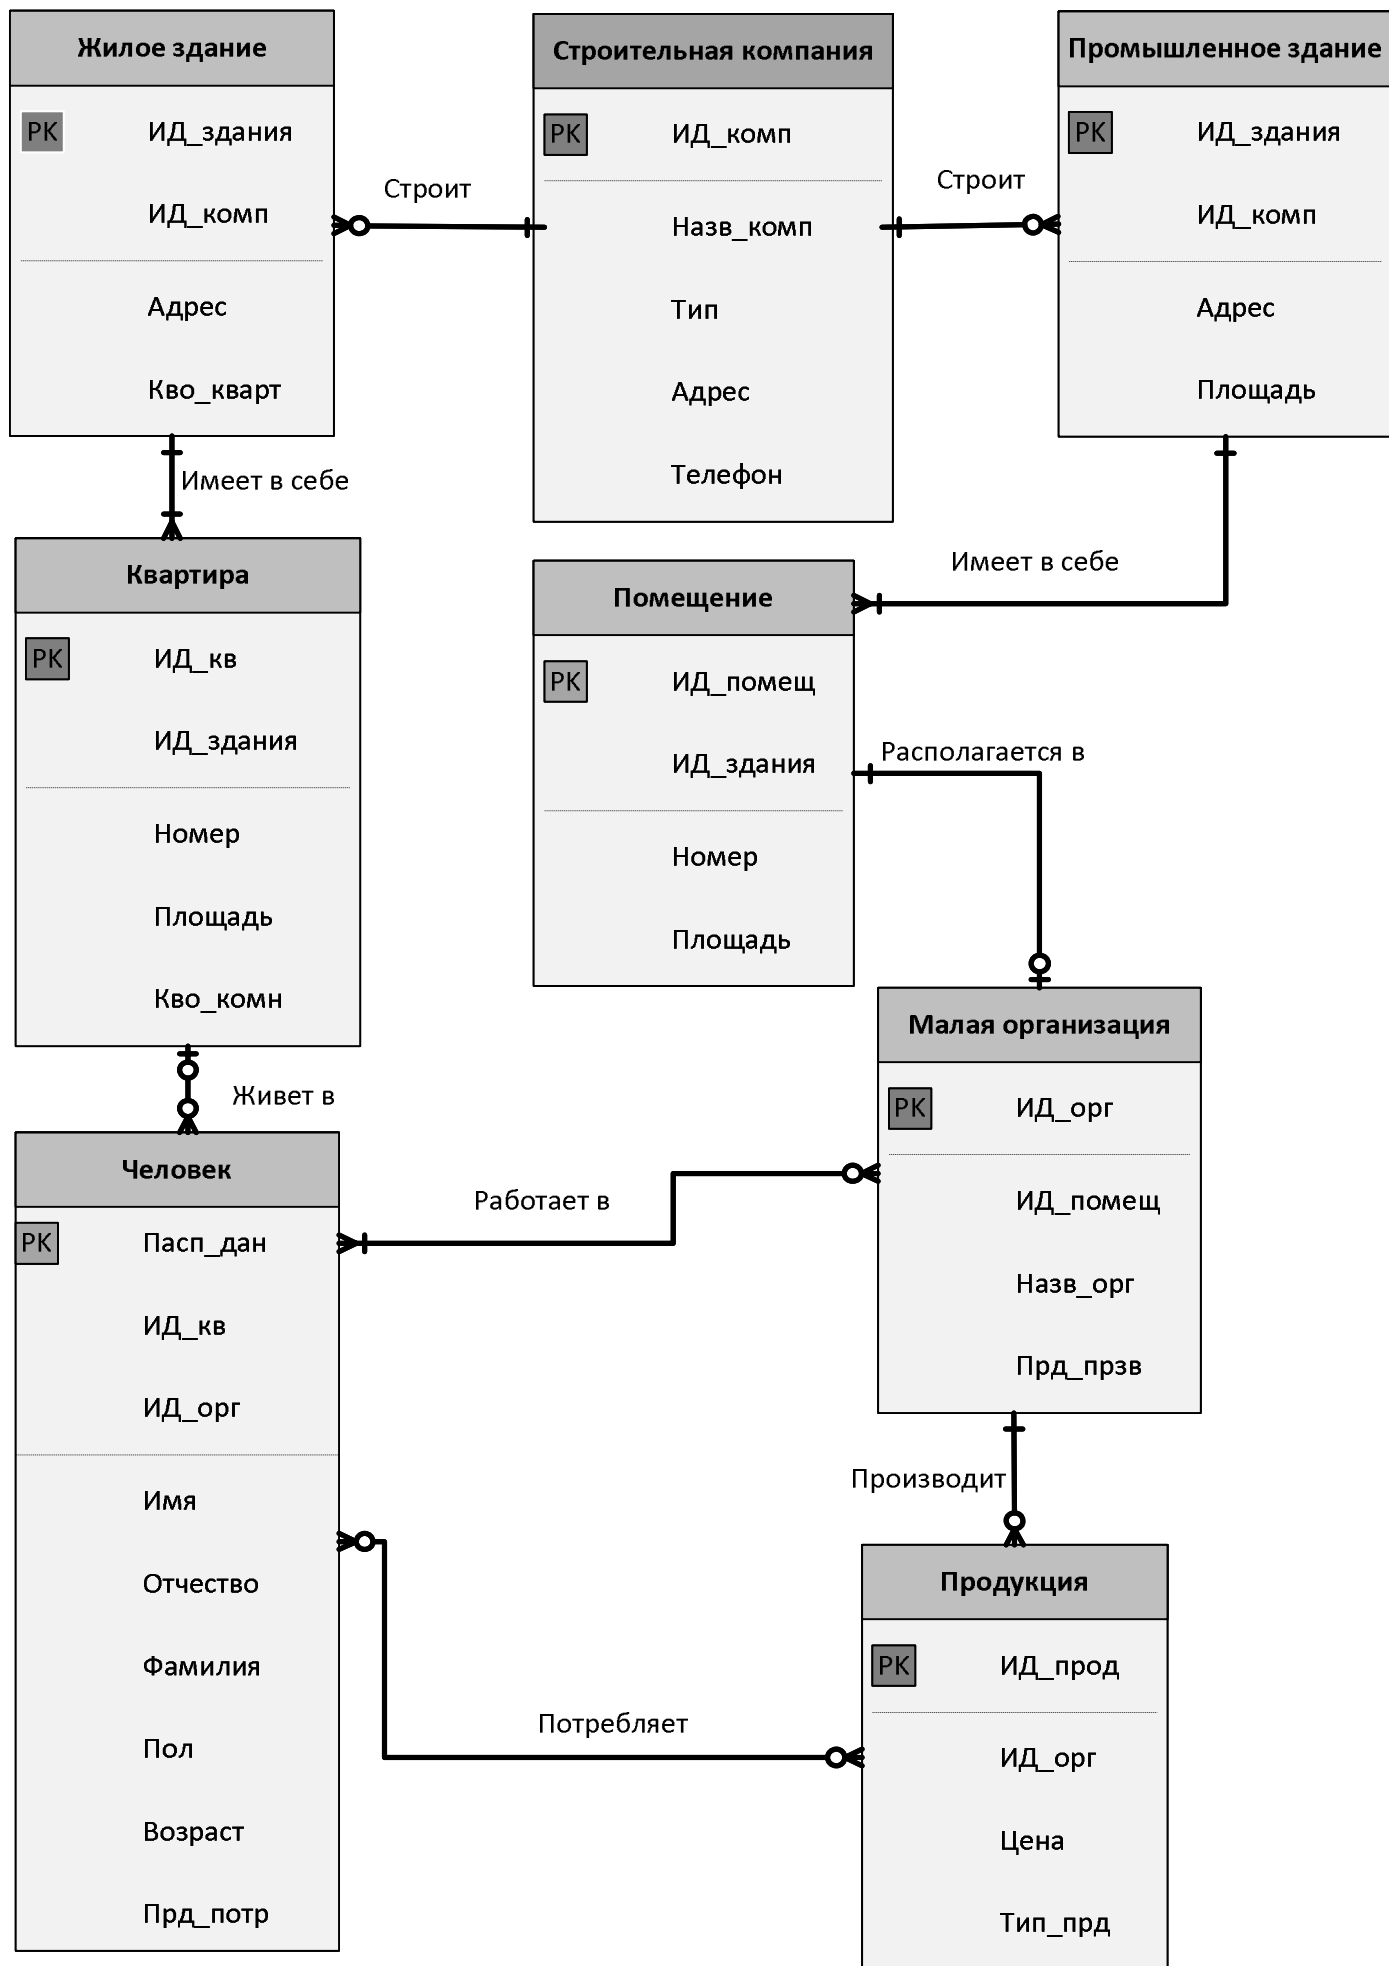 Жилое здание
PK ИД_здания
ИД_комп
Адрес
Кво_кварт
Строит
Строительная компания
PK ИД_комп
Назв_комп
Тип
Адрес
Телефон
Строит
Промышленное здание
PK ИД_здания
ИД_комп
Адрес
Площадь
Имеет в себе
Имеет в себе
Квартира
PK ИД_кв
ИД_здания
Номер
Площадь
Кво_комн
Помещение
PK ИД_помещ
ИД_здания
Номер
Площадь
Располагается в
Живет в
Малая организация
PK ИД_орг
ИД_помещ
Назв_орг
Прд_przв
Человек
PK Пасп_дан
ИД_кв
ИД_орг
Имя
Отчество
Фамилия
Пол
Возраст
Прд_потр
Работает в
Производит
Потребляет
Продукция
PK ИД_прод
ИД_орг
Цена
Тип_прд